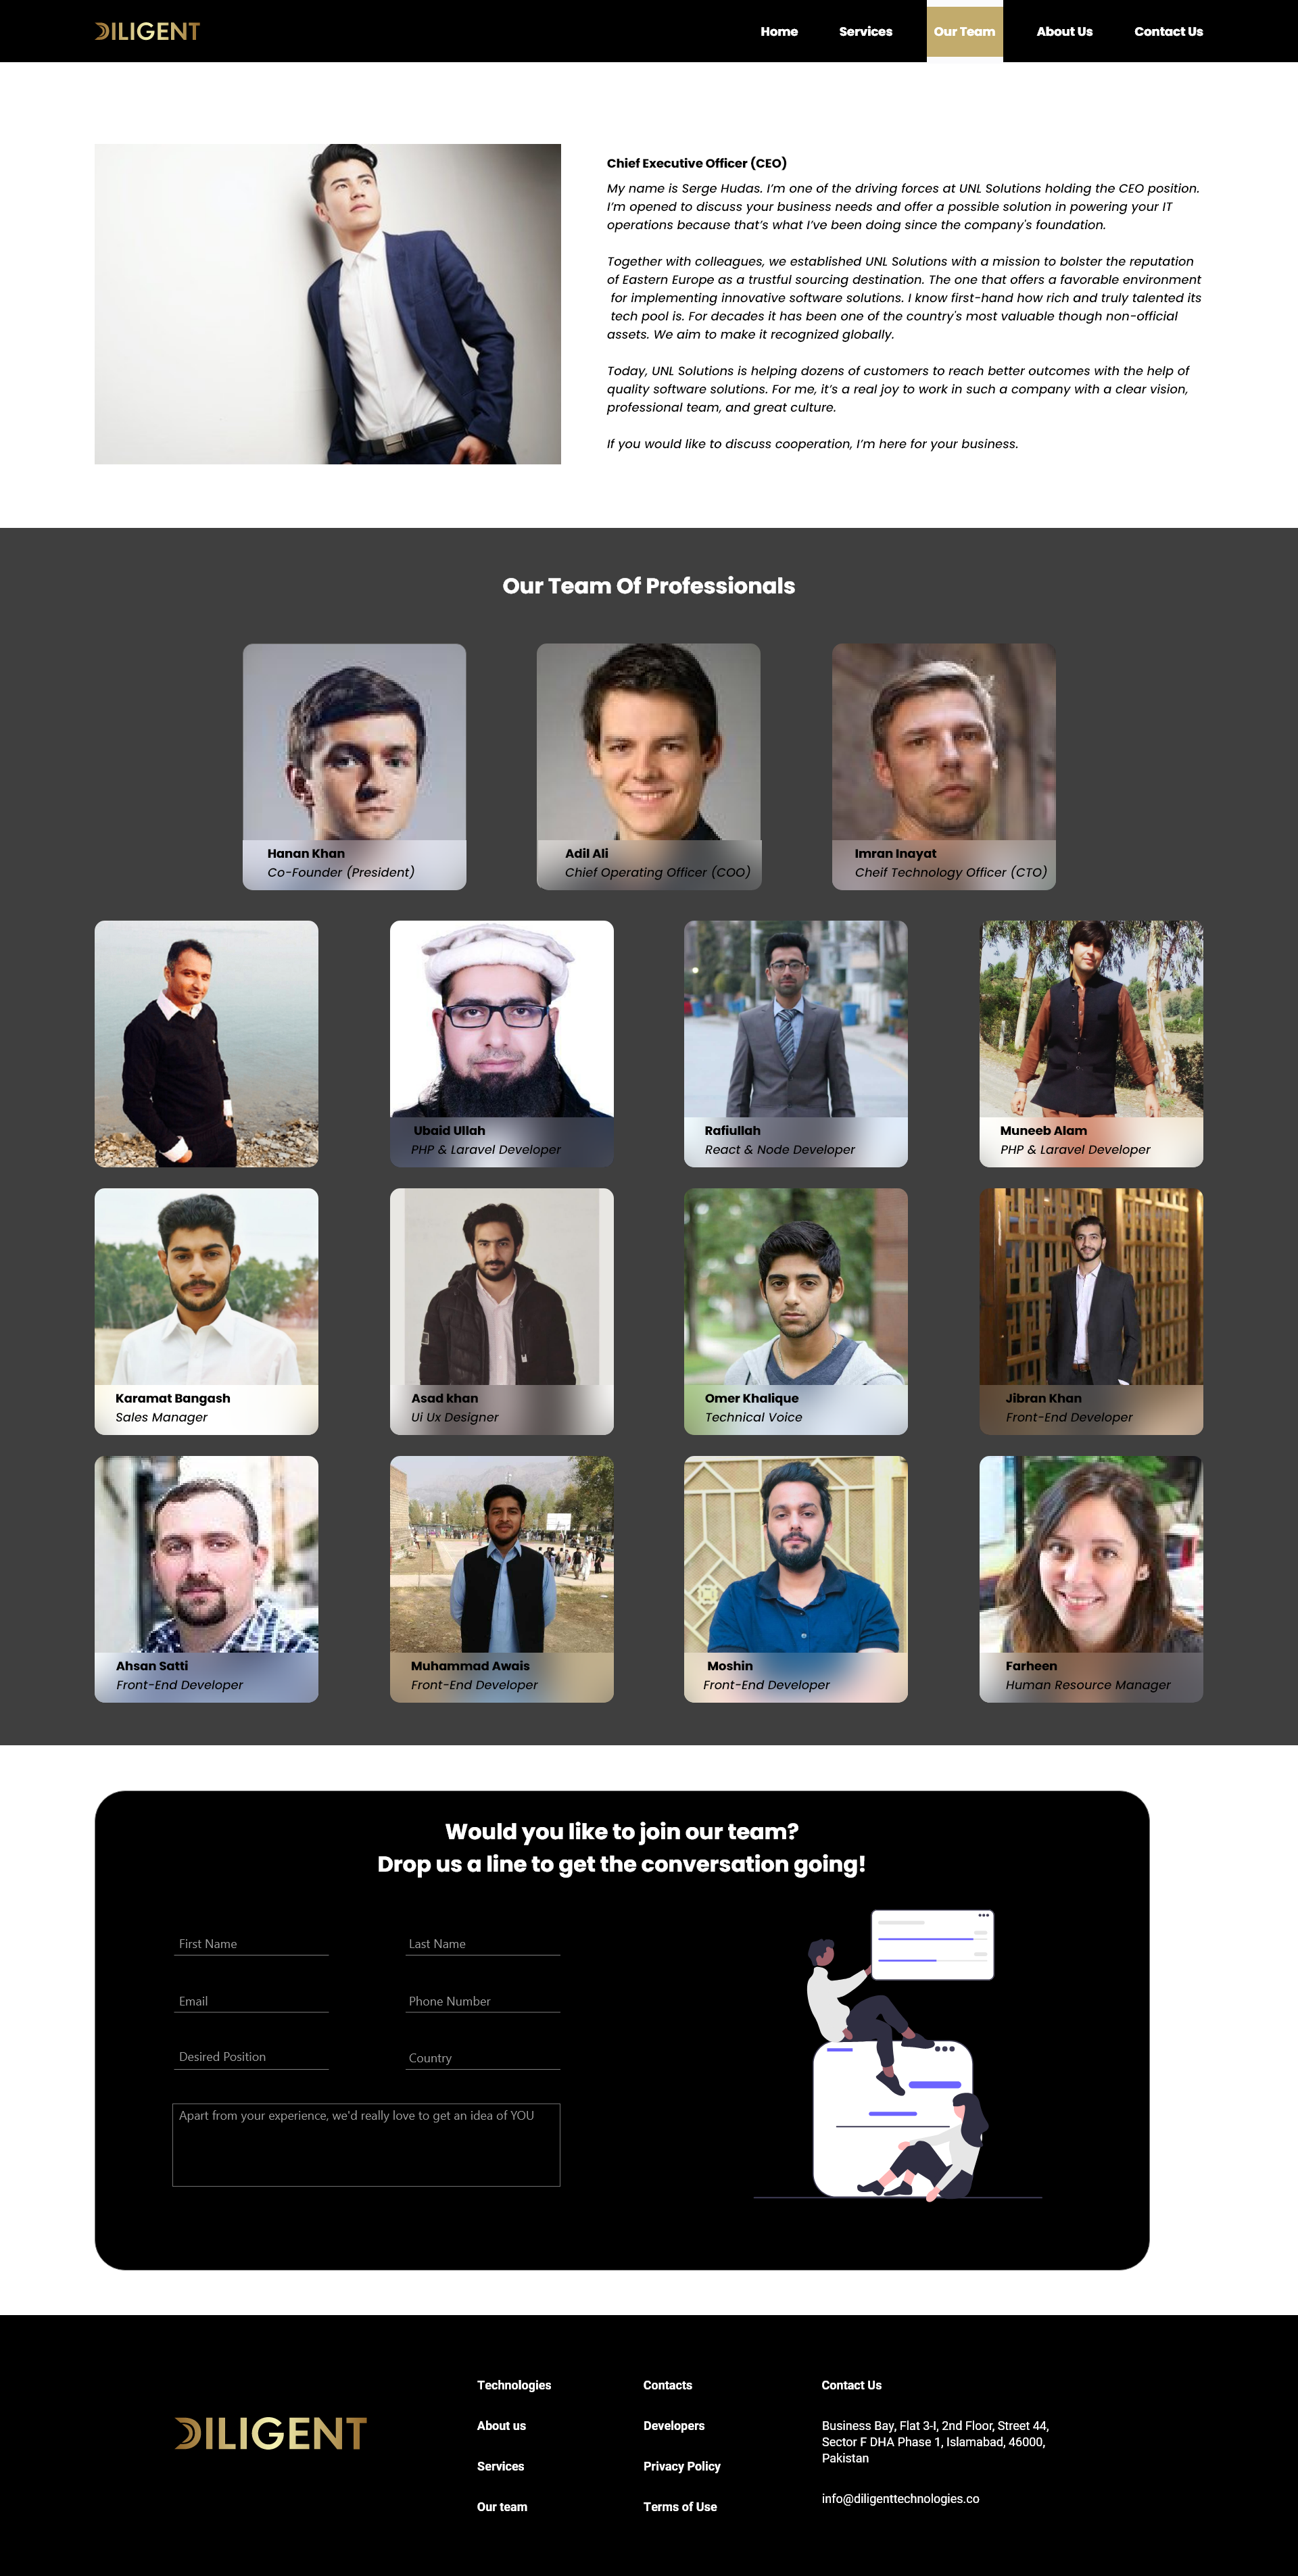 DILIGENT
Home Services Our Team About Us Contact Us
Chief Executive Officer (CEO)
My name is Serge Hudas. I'm one of the driving forces at UNL Solutions holding the CEO position.
I'm opened to discuss your business needs and offer a possible solution in powering your IT
operations because that's what I've been doing since the company's foundation.
Together with colleagues, we established UNL Solutions with a mission to bolster the reputation
of Eastern Europe as a trustful sourcing destination. The one that offers a favorable environment
for implementing innovative software solutions. I know first-hand how rich and truly talented its
tech pool is. For decades it has been one of the country's most valuable though non-official
assets. We aim to make it recognized globally.
Today, UNL Solutions is helping dozens of customers to reach better outcomes with the help of
quality software solutions. For me, it's a real joy to work in such a company with a clear vision,
professional team, and great culture.
If you would like to discuss cooperation, I'm here for your business.
Our Team Of Professionals
Hanan Khan
Co-Founder (President)
Adil Ali
Chief Operating Officer (COO)
Imran Inayat
Cheif Technology Officer (CTO)
Ubaid Ullah
PHP & Laravel Developer
Rafiullah
React & Node Developer
Muneeb Alam
PHP & Laravel Developer
Karamat Bangash
Sales Manager
Asad khan
Ui Ux Designer
Omer Khalique
Technical Voice
Jibran Khan
Front-End Developer
Ahsan Satti
Front-End Developer
Muhammad Awais
Front-End Developer
Moshin
Front-End Developer
Farheen
Human Resource Manager
Would you like to join our team?
Drop us a line to get the conversation going!
First Name
Last Name
Email
Phone Number
Desired Position
Country
Apart from your experience, we'd really love to get an idea of YOU
DILIGENT
Technologies
About us
Services
Our team
Contacts
Developers
Privacy Policy
Terms of Use
Contact Us
Business Bay, Flat 3-I, 2nd Floor, Street 44,
Sector F DHA Phase 1, Islamabad, 46000,
Pakistan
info@diligenttechnologies.co